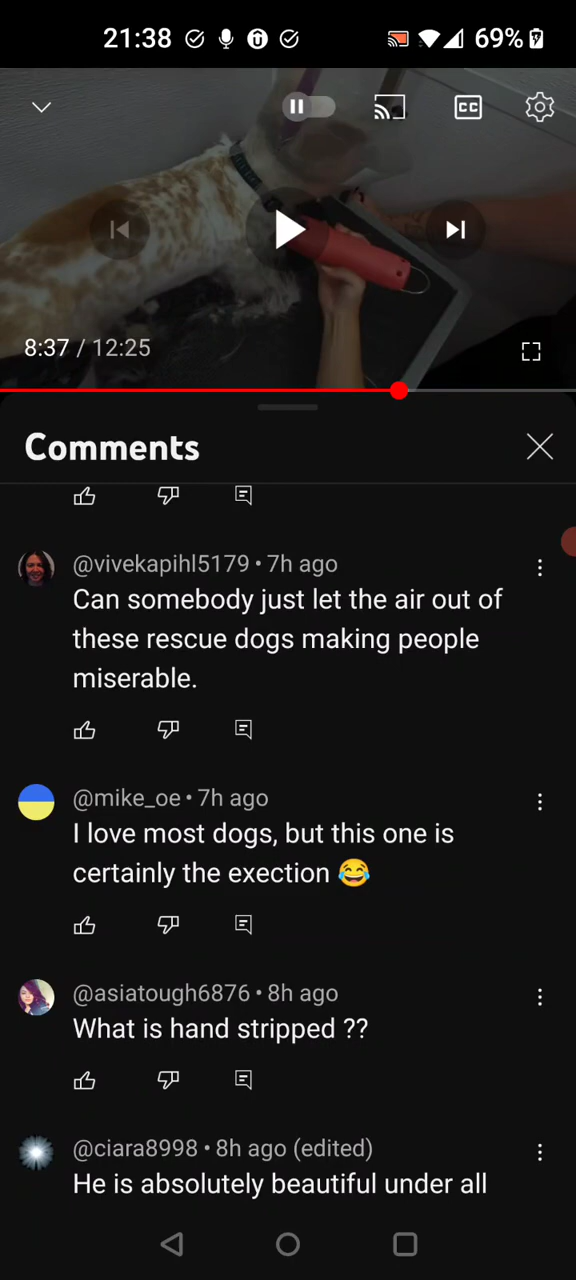 21:38
69%
CC
8:37 / 12:25
Comments
@vivekapihl5179 • 7h ago
Can somebody just let the air out of
these rescue dogs making people
miserable.
@mike_oe • 7h ago
I love most dogs, but this one is
certainly the exection 😂
@asiatough6876 • 8h ago
What is hand stripped ??
@ciara8998 • 8h ago (edited)
He is absolutely beautiful under all